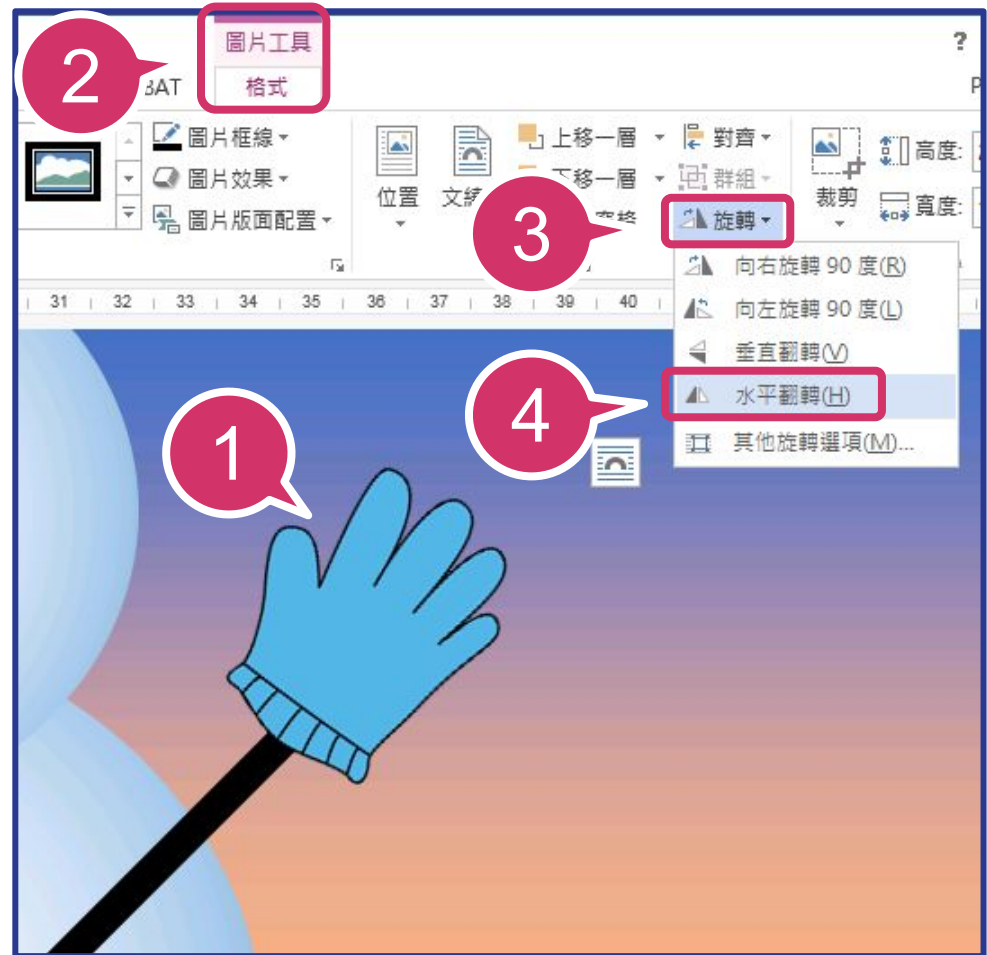 2
圖片工具
?
BAT
格式
P
圖片框線
上移一層
對齊
高度:
圖片效果
下移一層
群組
位置
裁剪
寬度:
圖片版面配置
3
旋轉
向右旋轉 90 度(R)
31 32 33 34 35 36 37 38 39 40
向左旋轉 90 度(L)
垂直翻轉(V)
4
水平翻轉(H)
1
其他旋轉選項(M)...